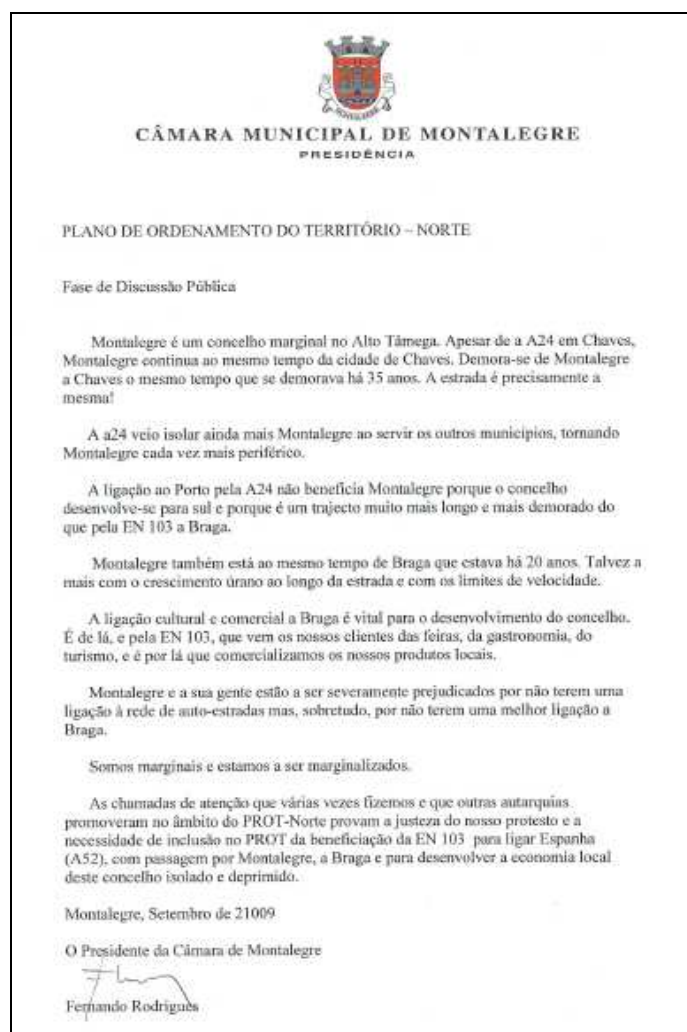 MONTALEGRE
CÂMARA MUNICIPAL DE MONTALEGRE
PRESIDÊNCIA
PLANO DE ORDENAMENTO DO TERRITÓRIO – NORTE
Fase de Discussão Pública
Montalegre é um concelho marginal no Alto Tâmega. Apesar de a A24 em Chaves,
Montalegre continua ao mesmo tempo da cidade de Chaves. Demora-se de Montalegre
a Chaves o mesmo tempo que se demorava há 35 anos. A estrada é precisamente a
mesma!
A a24 veio isolar ainda mais Montalegre ao servir os outros municípios, tornando
Montalegre cada vez mais periférico.
A ligação ao Porto pela A24 não beneficia Montalegre porque o concelho
desenvolve-se para sul e porque é um trajecto muito mais longo e mais demorado do
que pela EN 103 a Braga.
Montalegre também está ao mesmo tempo de Braga que estava há 20 anos. Talvez a
mais com o crescimento úrano ao longo da estrada e com os limites de velocidade.
A ligação cultural e comercial a Braga é vital para o desenvolvimento do concelho.
É de lá, e pela EN 103, que vem os nossos clientes das feiras, da gastronomia, do
turismo, e é por lá que comercializamos os nossos produtos locais.
Montalegre e a sua gente estão a ser severamente prejudicados por não terem uma
ligação à rede de auto-estradas mas, sobretudo, por não terem uma melhor ligação a
Braga.
Somos marginais e estamos a ser marginalizados.
As chamadas de atenção que várias vezes fizemos e que outras autarquias
promoveram no âmbito do PROT-Norte provam a justeza do nosso protesto e a
necessidade de inclusão no PROT da beneficiação da EN 103 para ligar Espanha
(A52), com passagem por Montalegre, a Braga e para desenvolver a economia local
deste concelho isolado e deprimido.
Montalegre, Setembro de 21009
O Presidente da Câmara de Montalegre
Fernando Rodrigues